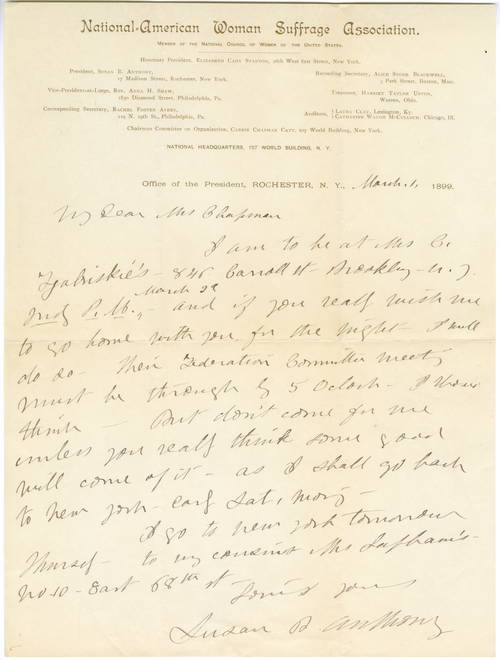 National-American Woman Suffrage Association.
MEMBER OF THE NATIONAL COUNCIL OF WOMEN OF THE UNITED STATES.
Honorary President, ELIZABETH CADY STANTON, 26 West 61st Street, New York.
President, SUSAN B. ANTHONY,
17 Madison Street, Rochester, New York.
Vice-President-at-Large, REV. ANNA H. SHAW,
1830 Diamond Street, Philadelphia, Pa.
Corresponding Secretary, RACHEL FOSTER AVERY,
119 N. 19th St., Philadelphia, Pa.
Recording Secretary, ALICE STONE BLACKWELL,
3 Park Street, Boston, Mass.
Treasurer, HARRIET TAYLOR UPTON,
Warren, Ohio.
Auditors, { LAURA CLAY, Lexington, Ky.
{ CATHARINE WAUGH McCULLOCH, Chicago, Ill.
Chairman Committee on Organization, CARRIE CHAPMAN CATT, 107 World Building, New York.
NATIONAL HEADQUARTERS, 107 WORLD BUILDING, N. Y.
Office of the President, ROCHESTER, N. Y., March 1, 1899.
My Dear Mrs Chapman
I am to be at Mrs C.
Zabriskie's - 846 Carroll st - Brooklyn - N. Y.
March 3d
P. M. - and if you really wish me
to go home with you for the night - I will
do so - Their Federation Committee meeting
must be through by 5 Oclock - I should
think - But don't come for me
unless you really think some good
will come of it - as I shall go back
to New York - early Sat. morning -
I go to New York tomorrow
Thursday - to my cousins Mrs Lapham's -
No 10 - East 68th st
yours
Susan B. Anthony